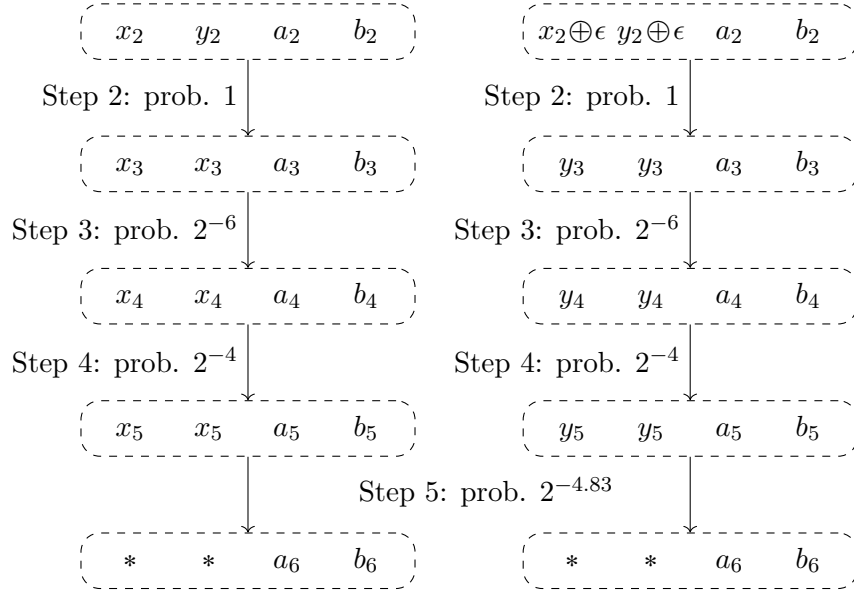 x₂ y₂ a₂ b₂ x₂⊕ϵ y₂⊕ϵ a₂ b₂
Step 2: prob. 1 Step 2: prob. 1
x₃ x₃ a₃ b₃ y₃ y₃ a₃ b₃
Step 3: prob. 2⁻⁶ Step 3: prob. 2⁻⁶
x₄ x₄ a₄ b₄ y₄ y₄ a₄ b₄
Step 4: prob. 2⁻⁴ Step 4: prob. 2⁻⁴
x₅ x₅ a₅ b₅ y₅ y₅ a₅ b₅
Step 5: prob. 2^{−4.83}
* * a₆ b₆ * * a₆ b₆